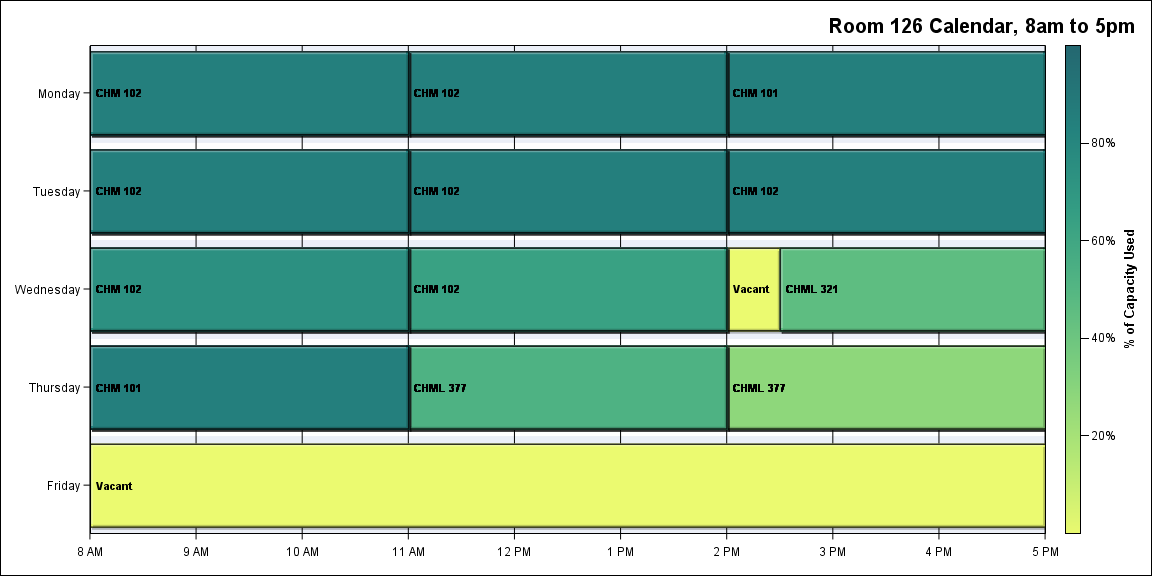 Room 126 Calendar, 8am to 5pm
Monday
CHM 102
CHM 102
CHM 101
Tuesday
CHM 102
CHM 102
CHM 102
Wednesday
CHM 102
CHM 102
Vacant
CHML 321
Thursday
CHM 101
CHML 377
CHML 377
Friday
Vacant
8 AM
9 AM
10 AM
11 AM
12 PM
1 PM
2 PM
3 PM
4 PM
5 PM
80%
60%
40%
20%
% of Capacity Used